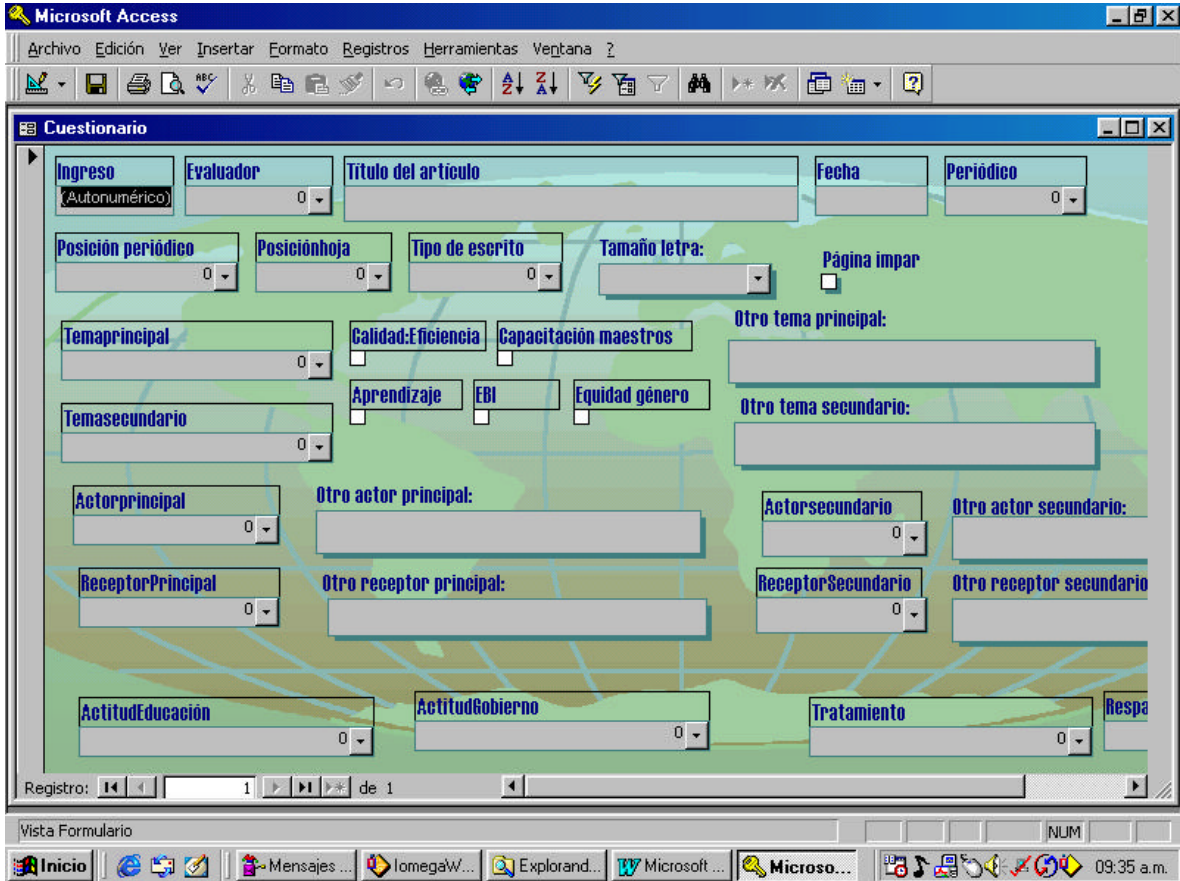 Microsoft Access
Archivo Edición Ver Insertar Formato Registros Herramientas Ventana ?
Cuestionario
Ingreso Evaluador Título del artículo Fecha Periódico
(Autonumérico) 0 0
Posición periódico Posiciónhoja Tipo de escrito Tamaño letra: Página impar
0 0 0
Temaprincipal Calidad:Eficiencia Capacitación maestros Otro tema principal:
0
Aprendizaje EBI Equidad género Otro tema secundario:
Temasecundario
0
Actorprincipal Otro actor principal: Actorsecundario Otro actor secundario:
0 0
ReceptorPrincipal Otro receptor principal: ReceptorSecundario Otro receptor secundario
0 0
ActitudEducación ActitudGobierno Tratamiento Respa
0 0 0
Registro: 1 de 1
Vista Formulario NUM
Inicio Mensajes ... IomegaW... Explorand... Microsoft ... Microso... 09:35 a.m.